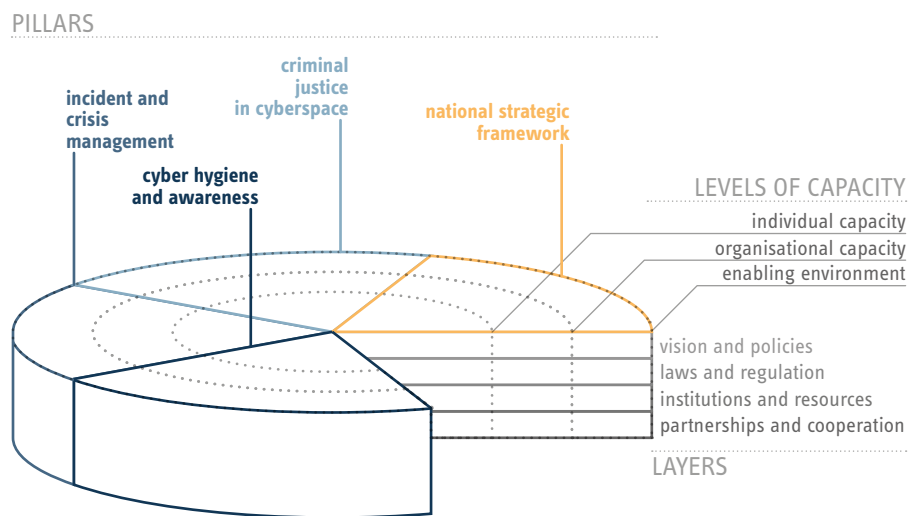 PILLARS
criminal
justice
in cyberspace
incident and
crisis
management
national strategic
framework
cyber hygiene
and awareness
LEVELS OF CAPACITY
individual capacity
organisational capacity
enabling environment
vision and policies
laws and regulation
institutions and resources
partnerships and cooperation
LAYERS